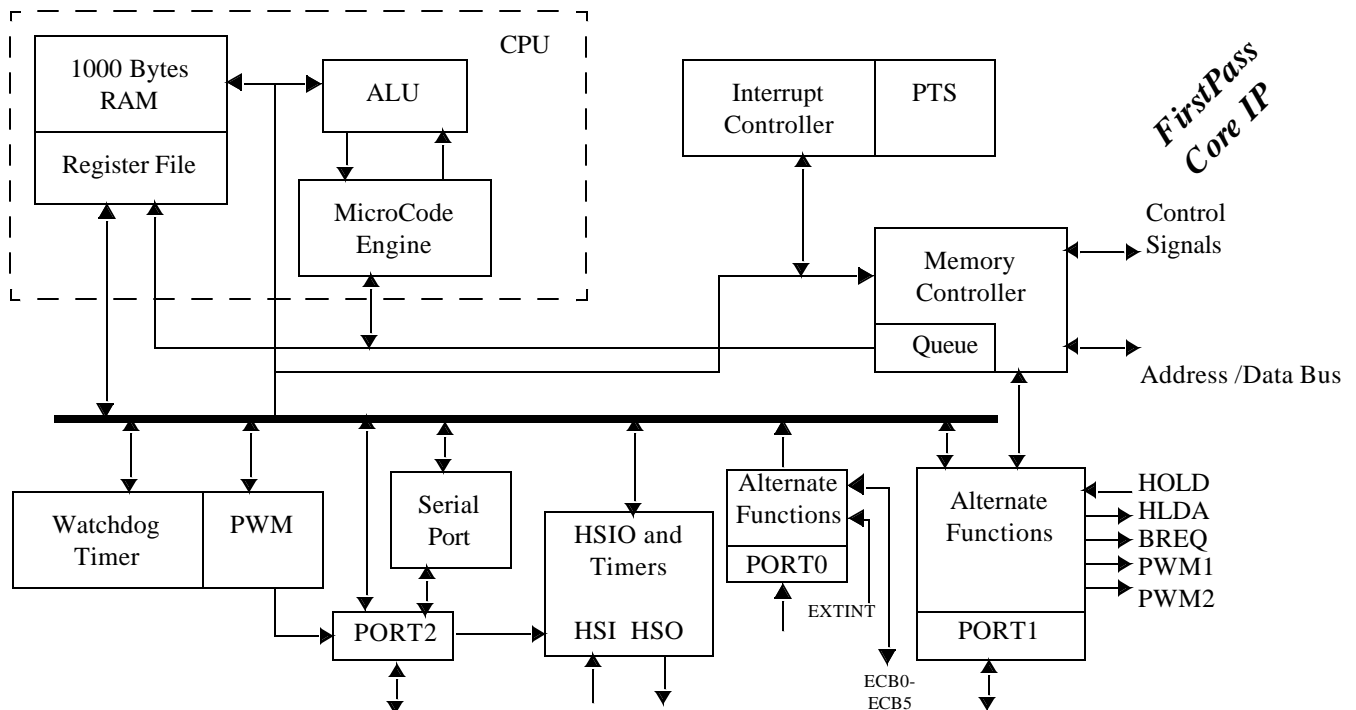 CPU
1000 Bytes
RAM
Register File
ALU
MicroCode
Engine
Interrupt
Controller
PTS
FirstPass
Core IP
Control
Signals
Memory
Controller
Queue
Address /Data Bus
Watchdog
Timer
PWM
Serial
Port
PORT2
HSIO and
Timers
HSI HSO
Alternate
Functions
PORT0
EXTINT
ECB0-
ECB5
Alternate
Functions
PORT1
HOLD
HLDA
BREQ
PWM1
PWM2